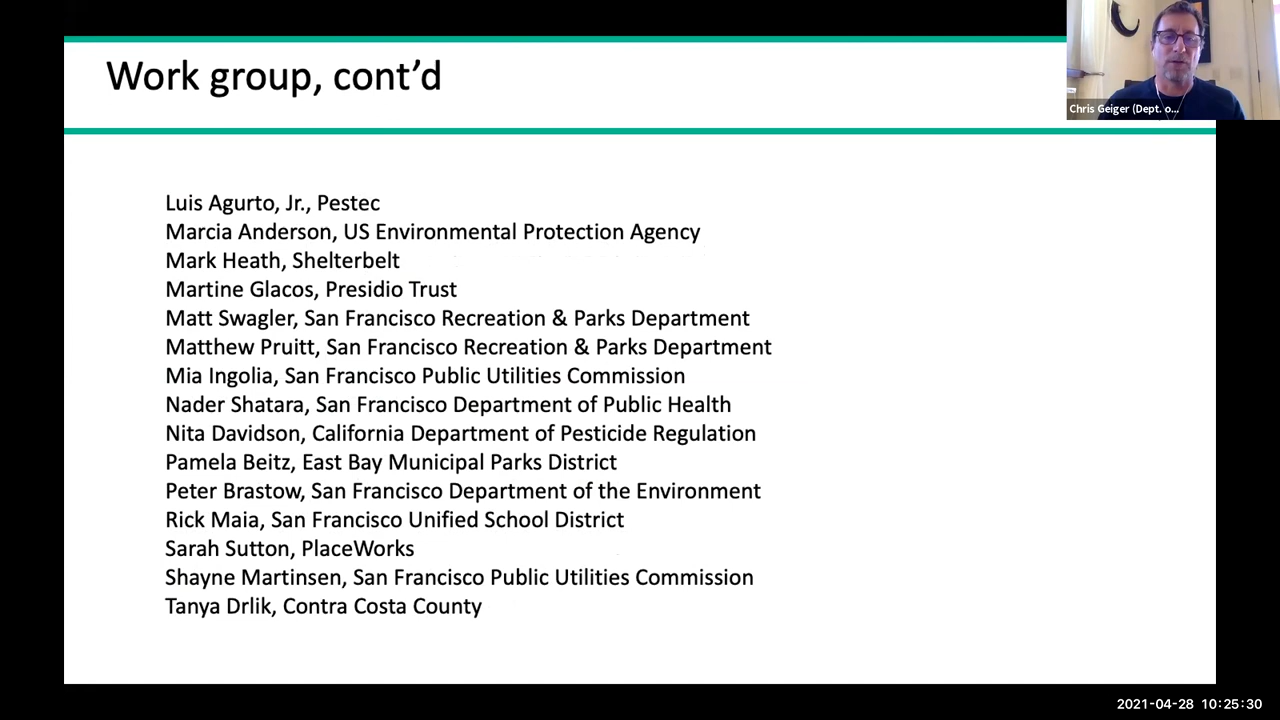 Work group, cont’d
Chris Geiger (Dept. o...
Luis Agurto, Jr., Pestec
Marcia Anderson, US Environmental Protection Agency
Mark Heath, Shelterbelt
Martine Glacos, Presidio Trust
Matt Swagler, San Francisco Recreation & Parks Department
Matthew Pruitt, San Francisco Recreation & Parks Department
Mia Ingolia, San Francisco Public Utilities Commission
Nader Shatara, San Francisco Department of Public Health
Nita Davidson, California Department of Pesticide Regulation
Pamela Beitz, East Bay Municipal Parks District
Peter Brastow, San Francisco Department of the Environment
Rick Maia, San Francisco Unified School District
Sarah Sutton, PlaceWorks
Shayne Martinsen, San Francisco Public Utilities Commission
Tanya Drlik, Contra Costa County
2021-04-28 10:25:30